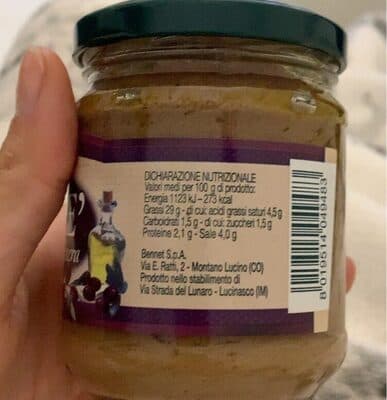 DICHIARAZIONE NUTRIZIONALE
Valori medi per 100 g di prodotto:
Energia 1123 kJ – 273 kcal
Grassi 29 g - di cui: acidi grassi saturi 4,5 g
Carboidrati 1,5 g - di cui: zuccheri 1,5 g
Proteine 2,1 g - Sale 4,0 g
Bennet S.p.A.
Via E. Ratti, 2 - Montano Lucino (CO)
Prodotto nello stabilimento di
Via Strada del Lunaro - Lucinasco (IM)
8 019514 049483